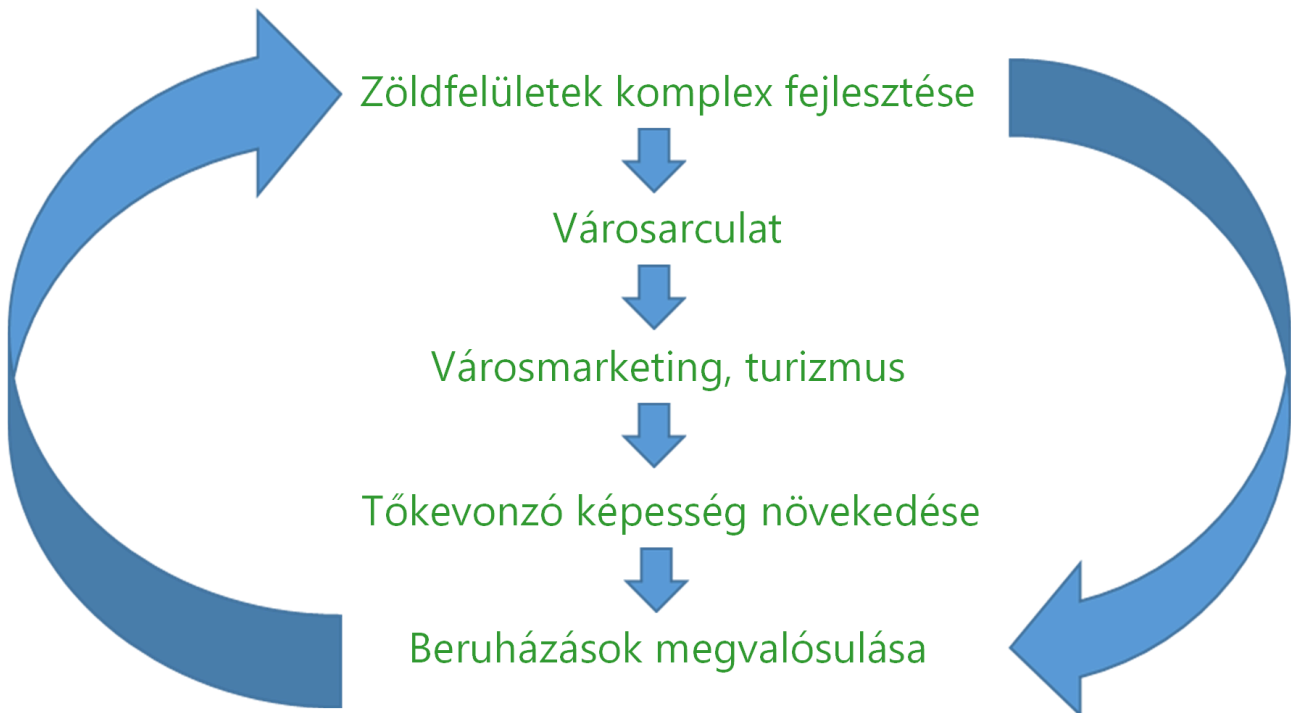 Zöldfelületek komplex fejlesztése
Városarculat
Városmarketing, turizmus
Tőkevonzó képesség növekedése
Beruházások megvalósulása